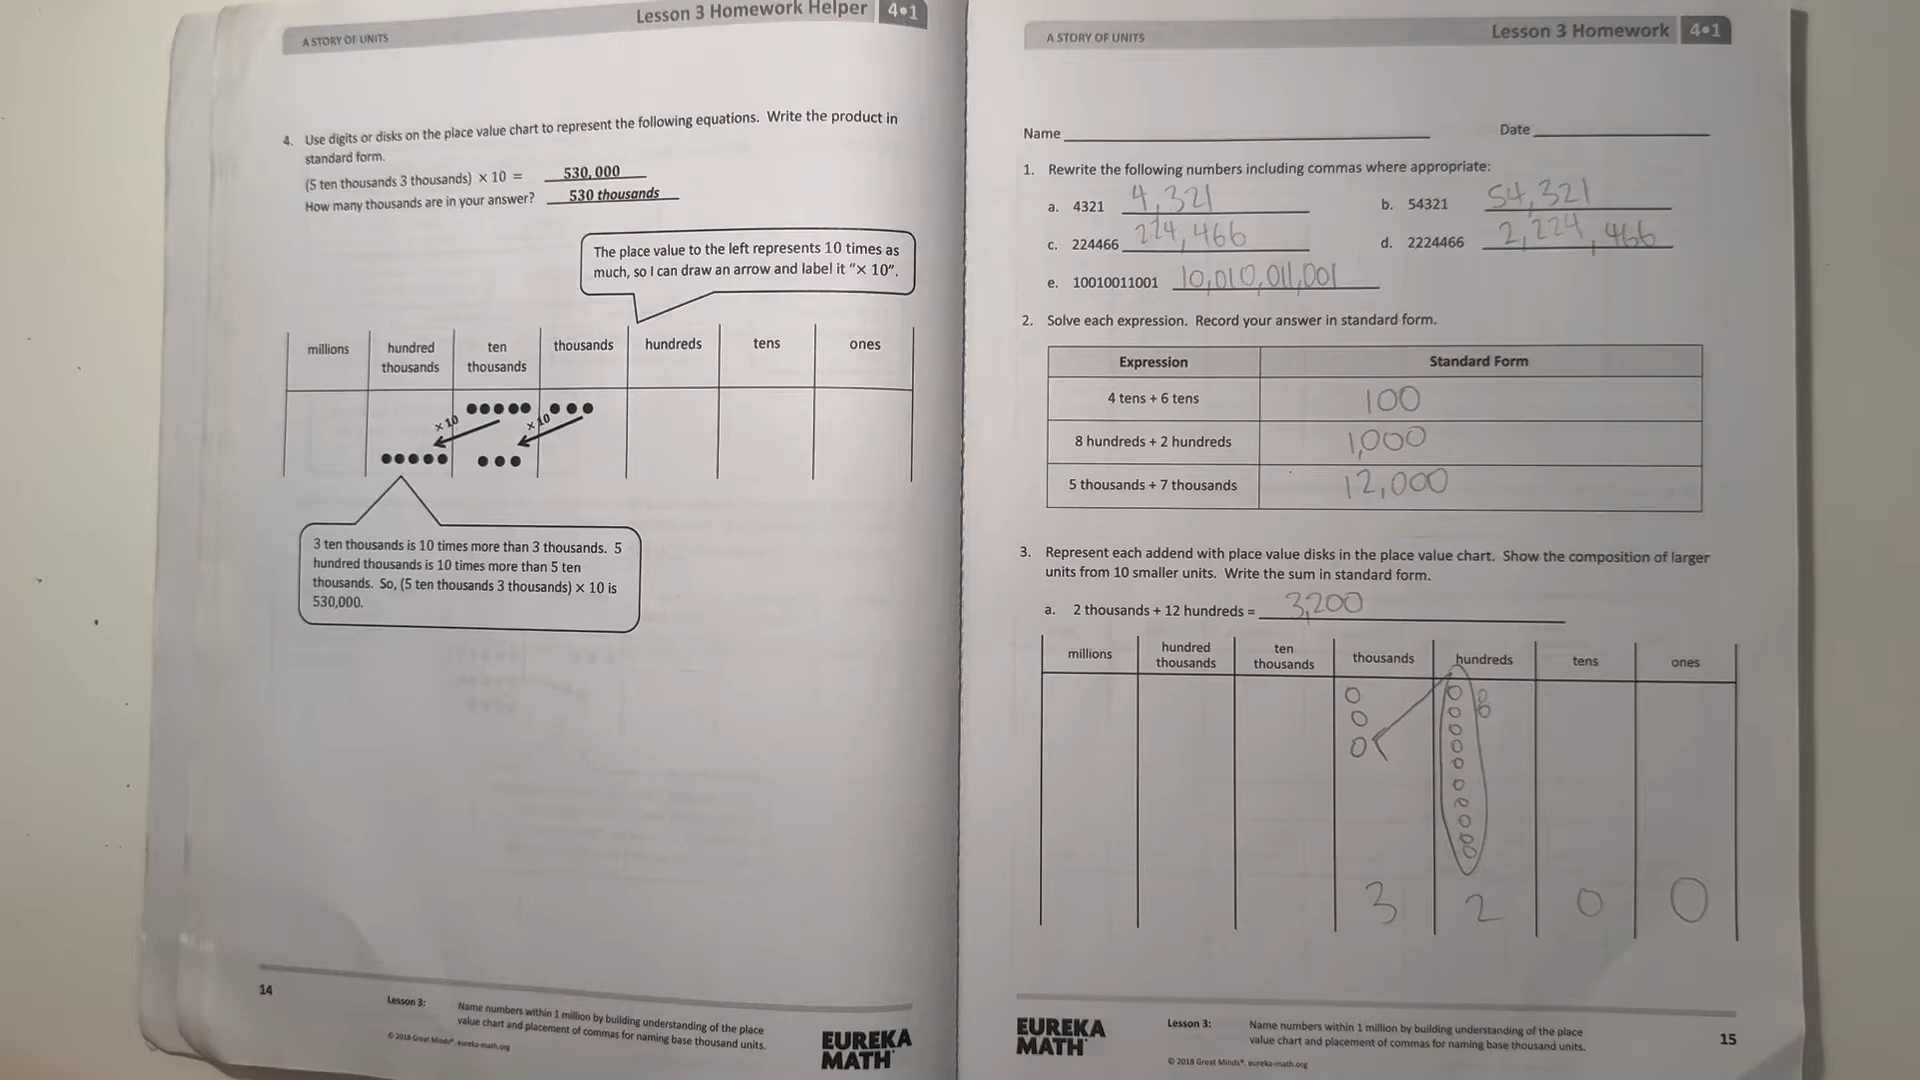 Lesson 3 Homework Helper 4•1
A STORY OF UNITS
4. Use digits or disks on the place value chart to represent the following equations. Write the product in
standard form.
(5 ten thousands 3 thousands) × 10 = 530,000
How many thousands are in your answer? 530 thousands
The place value to the left represents 10 times as
much, so I can draw an arrow and label it "× 10".
millions hundred thousands ten thousands thousands hundreds tens ones
× 10 × 10
3 ten thousands is 10 times more than 3 thousands. 5
hundred thousands is 10 times more than 5 ten
thousands. So, (5 ten thousands 3 thousands) × 10 is
530,000.
14
Lesson 3: Name numbers within 1 million by building understanding of the place
value chart and placement of commas for naming base thousand units.
© 2018 Great Minds®. eureka-math.org
EUREKA
MATH
Lesson 3 Homework 4•1
A STORY OF UNITS
Name Date
1. Rewrite the following numbers including commas where appropriate:
a. 4321 4,321 b. 54321 54,321
c. 224466 224,466 d. 2224466 2,224,466
e. 10010011001 10,010,011,001
2. Solve each expression. Record your answer in standard form.
Expression Standard Form
4 tens + 6 tens 100
8 hundreds + 2 hundreds 1,000
5 thousands + 7 thousands 12,000
3. Represent each addend with place value disks in the place value chart. Show the composition of larger
units from 10 smaller units. Write the sum in standard form.
a. 2 thousands + 12 hundreds = 3,200
millions hundred thousands ten thousands thousands hundreds tens ones
3 2 0 0
EUREKA
MATH
Lesson 3: Name numbers within 1 million by building understanding of the place
value chart and placement of commas for naming base thousand units.
© 2018 Great Minds®. eureka-math.org
15